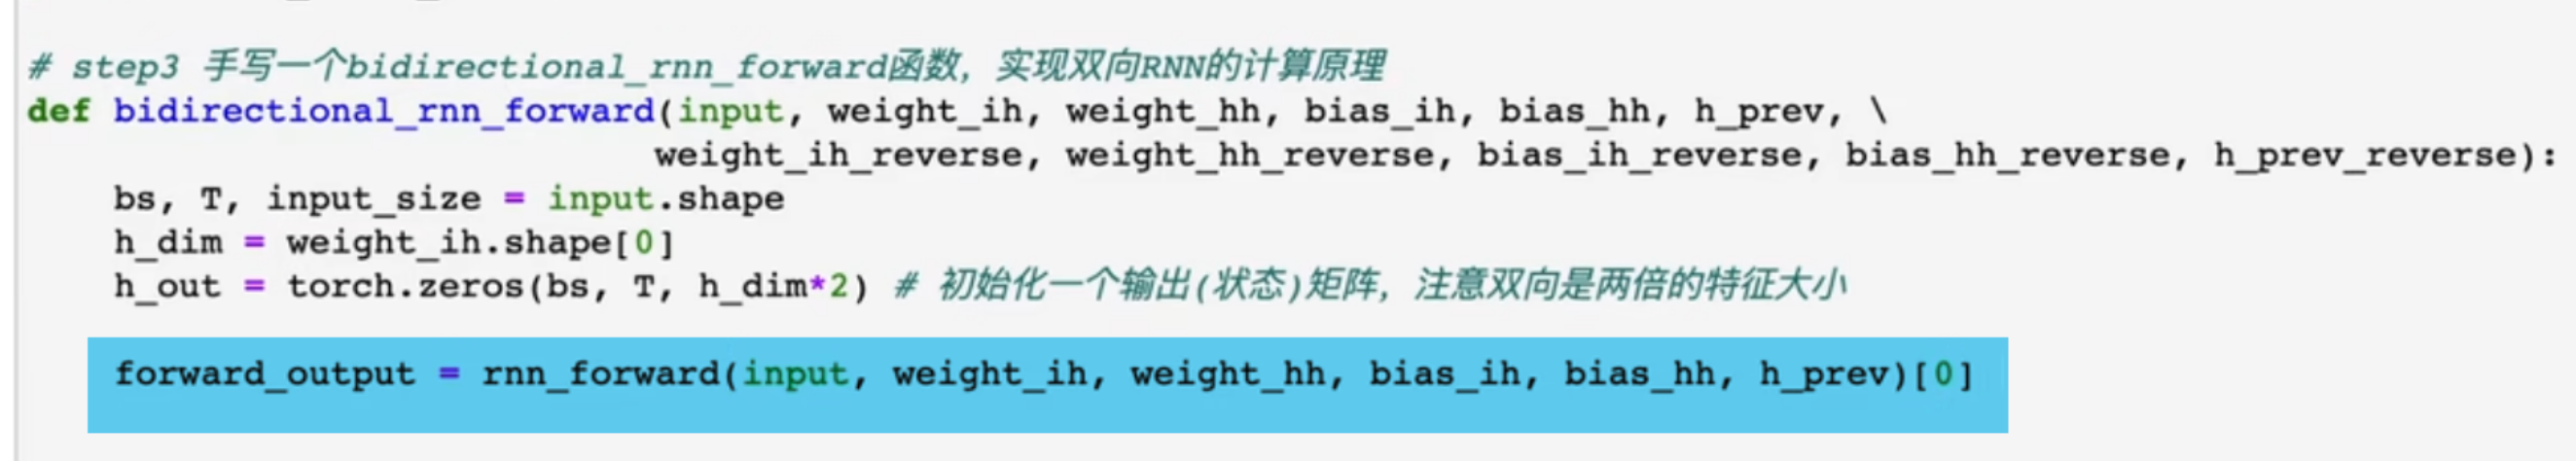 # step3 手写一个bidirectional_rnn_forward函数，实现双向RNN的计算原理
def bidirectional_rnn_forward(input, weight_ih, weight_hh, bias_ih, bias_hh, h_prev, \
weight_ih_reverse, weight_hh_reverse, bias_ih_reverse, bias_hh_reverse, h_prev_reverse):
bs, T, input_size = input.shape
h_dim = weight_ih.shape[0]
h_out = torch.zeros(bs, T, h_dim*2) # 初始化一个输出(状态)矩阵，注意双向是两倍的特征大小
forward_output = rnn_forward(input, weight_ih, weight_hh, bias_ih, bias_hh, h_prev)[0]